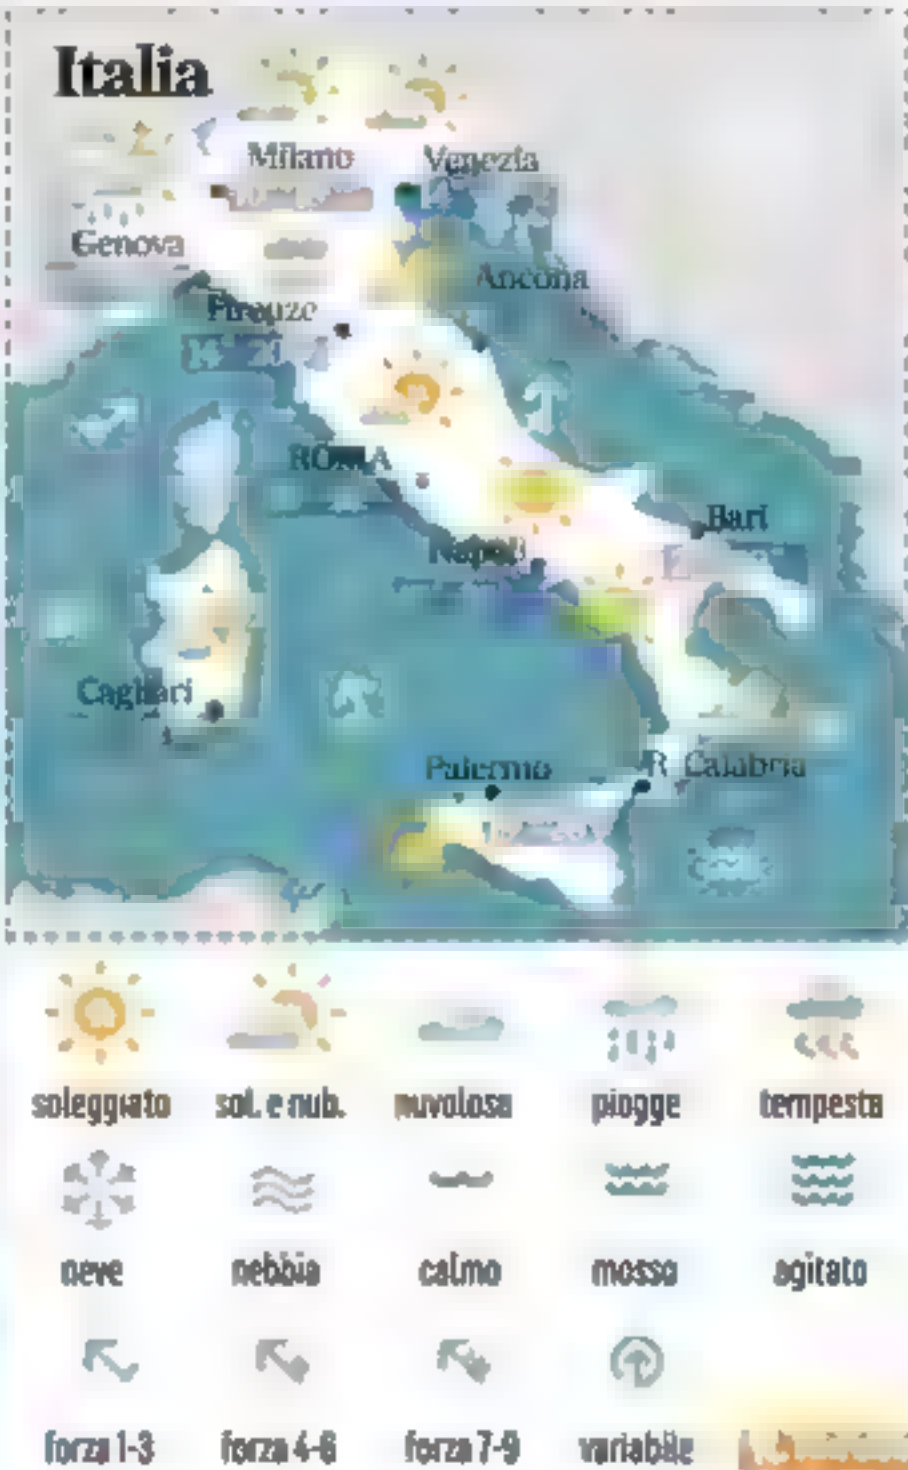 Italia
Milano Venezia
Genova
Ancona
Firenze
ROMA
Bari
Napoli
Cagliari
Palermo R. Calabria
soleggiato sol. e nub. nuvoloso piogge tempesta
neve nebbia calmo mosso agitato
forza 1-3 forza 4-6 forza 7-9 variabile